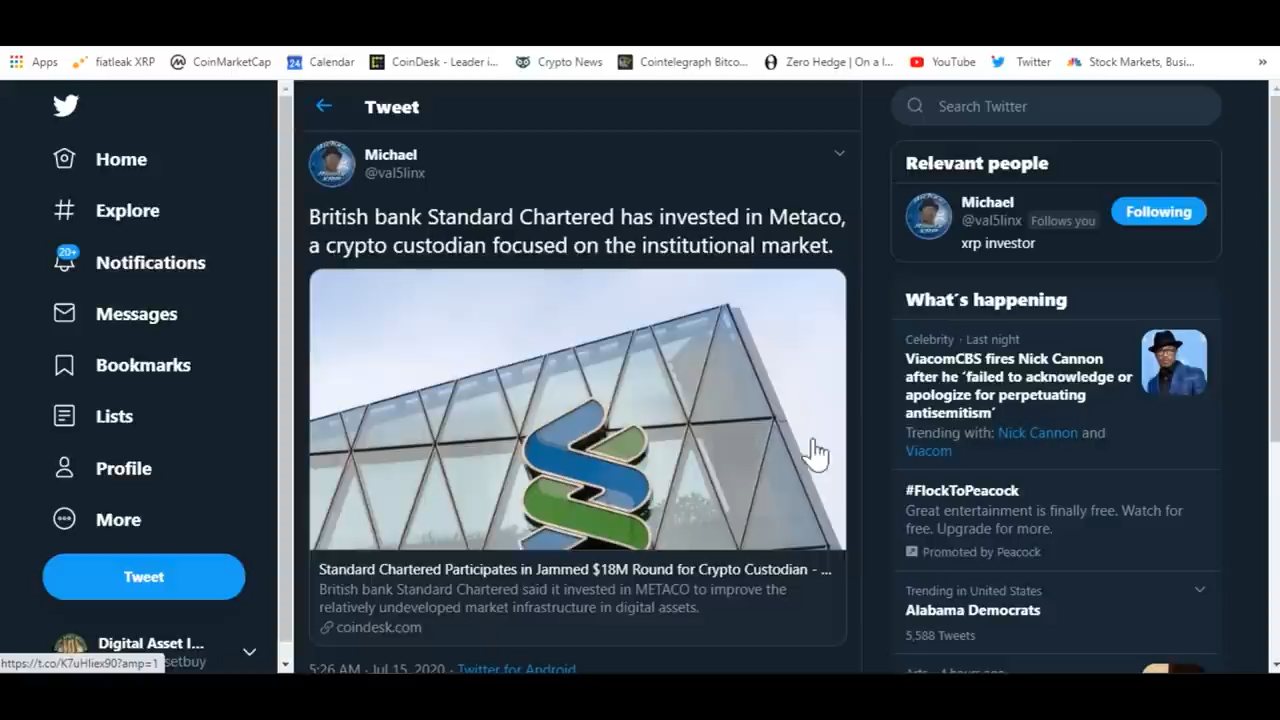 Apps
fiatleak XRP
CoinMarketCap
24
Calendar
CoinDesk - Leader i...
Crypto News
Cointelegraph Bitco...
Zero Hedge | On a l...
YouTube
Twitter
Stock Markets, Busi...
»
Home
Explore
20+
Notifications
Messages
Bookmarks
Lists
Profile
More
Tweet
Digital Asset I...
setbuy
https://t.co/K7uHliex90?amp=1
Tweet
Michael
@val5linx
British bank Standard Chartered has invested in Metaco,
a crypto custodian focused on the institutional market.
Standard Chartered Participates in Jammed $18M Round for Crypto Custodian - ...
British bank Standard Chartered said it invested in METACO to improve the
relatively undeveloped market infrastructure in digital assets.
coindesk.com
5:26 AM · Jul 15, 2020 · Twitter for Android
Search Twitter
Relevant people
Michael
@val5linx Follows you
Following
xrp investor
What's happening
Celebrity · Last night
ViacomCBS fires Nick Cannon
after he 'failed to acknowledge or
apologize for perpetuating
antisemitism'
Trending with: Nick Cannon and
Viacom
#FlockToPeacock
Great entertainment is finally free. Watch for
free. Upgrade for more.
Promoted by Peacock
Trending in United States
Alabama Democrats
5,588 Tweets